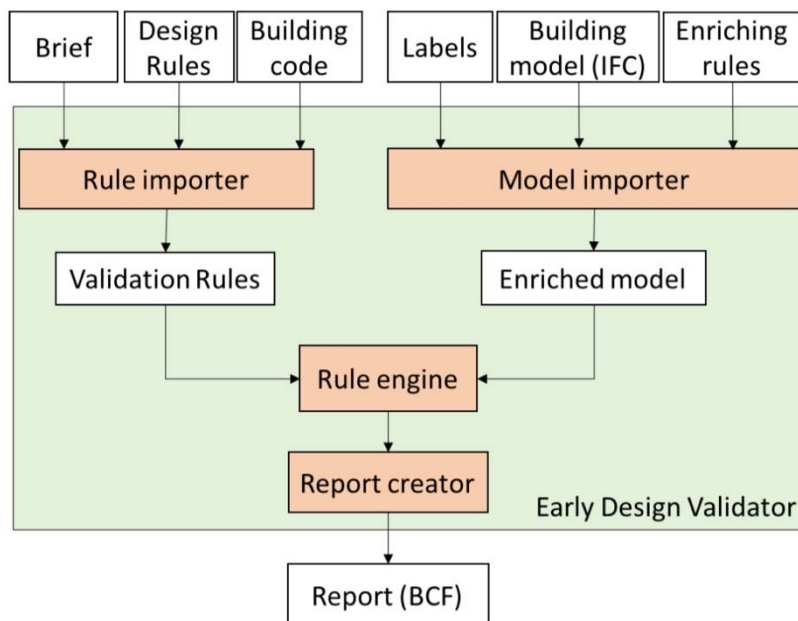 Brief
Design
Rules
Building
code
Labels
Building
model (IFC)
Enriching
rules
Rule importer
Model importer
Validation Rules
Enriched model
Rule engine
Report creator
Early Design Validator
Report (BCF)